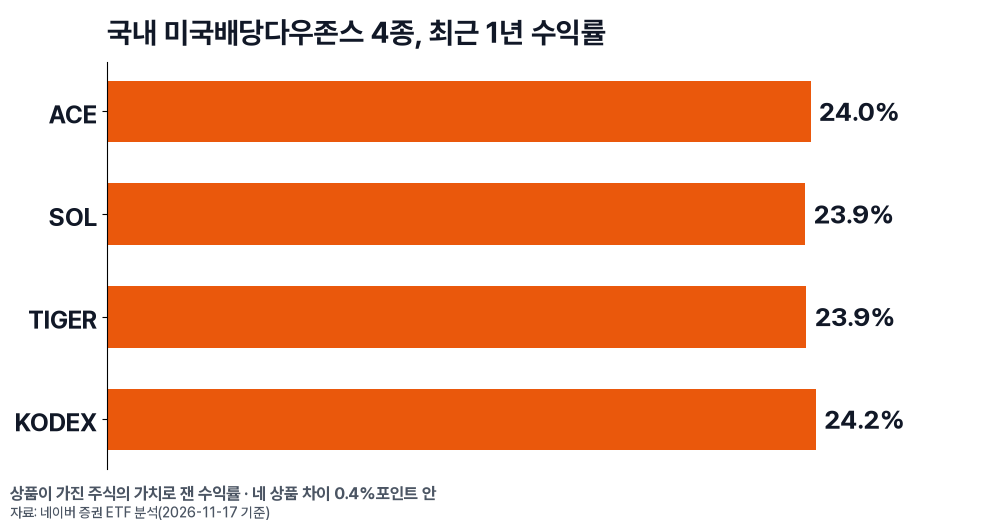 국내 미국배당다우존스 4종, 최근 1년 수익률
ACE 24.0%
SOL 23.9%
TIGER 23.9%
KODEX 24.2%
상품이 가진 주식의 가치로 잰 수익률 · 네 상품 차이 0.4%포인트 안
자료: 네이버 증권 ETF 분석(2026-11-17 기준)